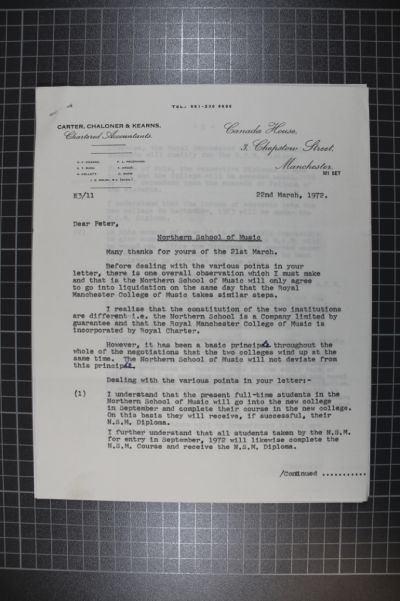 TEL: 061-236 9686
CARTER, CHALONER & KEARNS,
Chartered Accountants.
Canada House,
3, Chepstow Street,
Manchester.
M1 5ET
N3/11
22nd March, 1972.
Dear Peter,
Northern School of Music
Many thanks for yours of the 21st March.
Before dealing with the various points in your
letter, there is one overall observation which I must make
and that is the Northern School of Music will only agree
to go into liquidation on the same day that the Royal
Manchester College of Music takes similar steps.
I realise that the constitution of the two institutions
are different i.e. the Northern School is a Company limited by
guarantee and that the Royal Manchester College of Music is
incorporated by Royal Charter.
However, it has been a basic principle throughout the
whole of the negotiations that the two colleges wind up at the
same time. The Northern School of Music will not deviate from
this principle.
Dealing with the various points in your letter:-
(1) I understand that the present full-time students in the
Northern School of Music will go into the new college
in September and complete their course in the new college.
On this basis they will receive, if successful, their
N.S.M. Diploma.
I further understand that all students taken by the N.S.M.
for entry in September, 1972 will likewise complete the
N.S.M. Course and receive the N.S.M. Diploma.
/Continued ...........